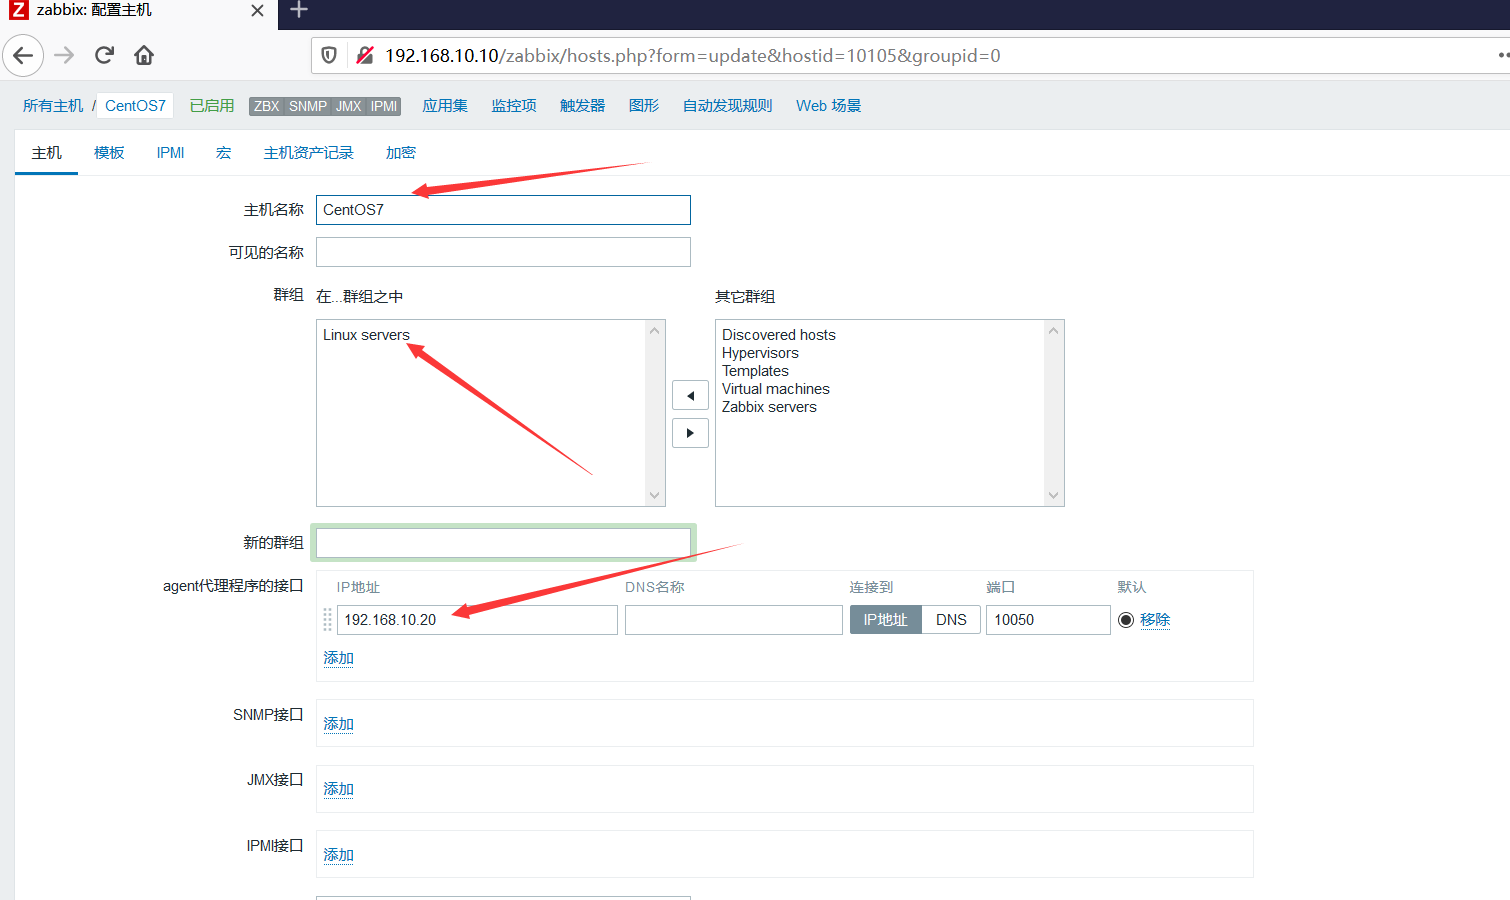 Z zabbix: 配置主机
192.168.10.10/zabbix/hosts.php?form=update&hostid=10105&groupid=0
所有主机 / CentOS7 已启用 ZBX SNMP JMX IPMI 应用集 监控项 触发器 图形 自动发现规则 Web 场景
主机 模板 IPMI 宏 主机资产记录 加密
主机名称 CentOS7
可见的名称
群组 在...群组之中 其它群组
Linux servers Discovered hosts
Hypervisors
Templates
Virtual machines
Zabbix servers
新的群组
agent代理程序的接口 IP地址 DNS名称 连接到 端口 默认
192.168.10.20 IP地址 DNS 10050 移除
添加
SNMP接口 添加
JMX接口 添加
IPMI接口 添加